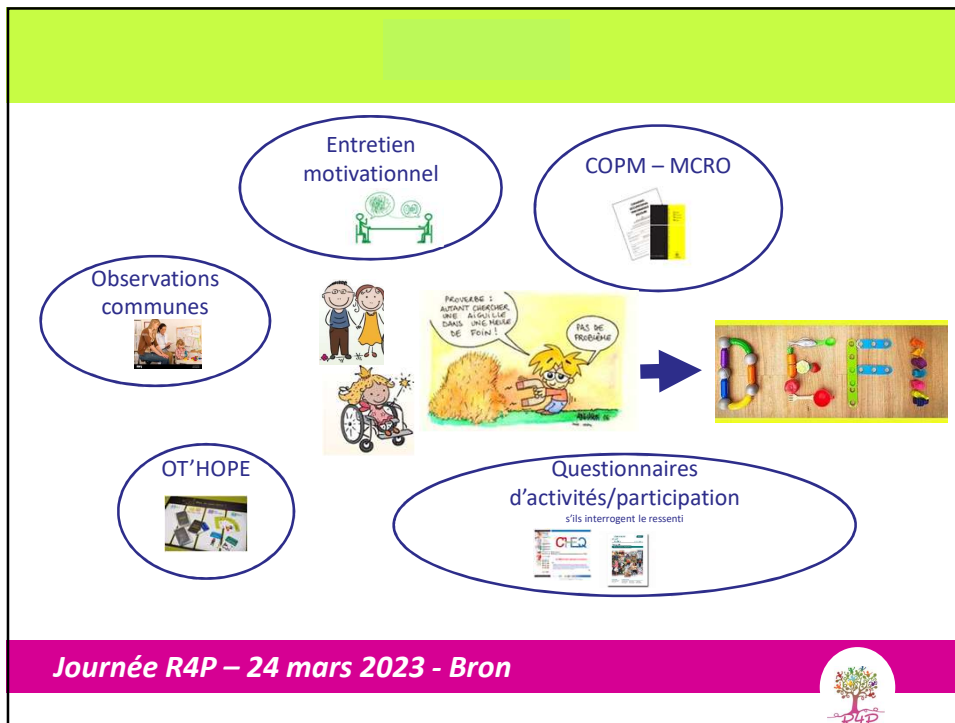 Entretien
motivationnel
COPM – MCRO
Observations
communes
PROVERBE :
AUTANT CHERCHER
UNE AIGUILLE
DANS UNE MEULE
DE FOIN !
PAS DE
PROBLÈME
OT’HOPE
Questionnaires
d’activités/participation
s’ils interrogent le ressenti
CHEQ
Journée R4P – 24 mars 2023 - Bron
D4D